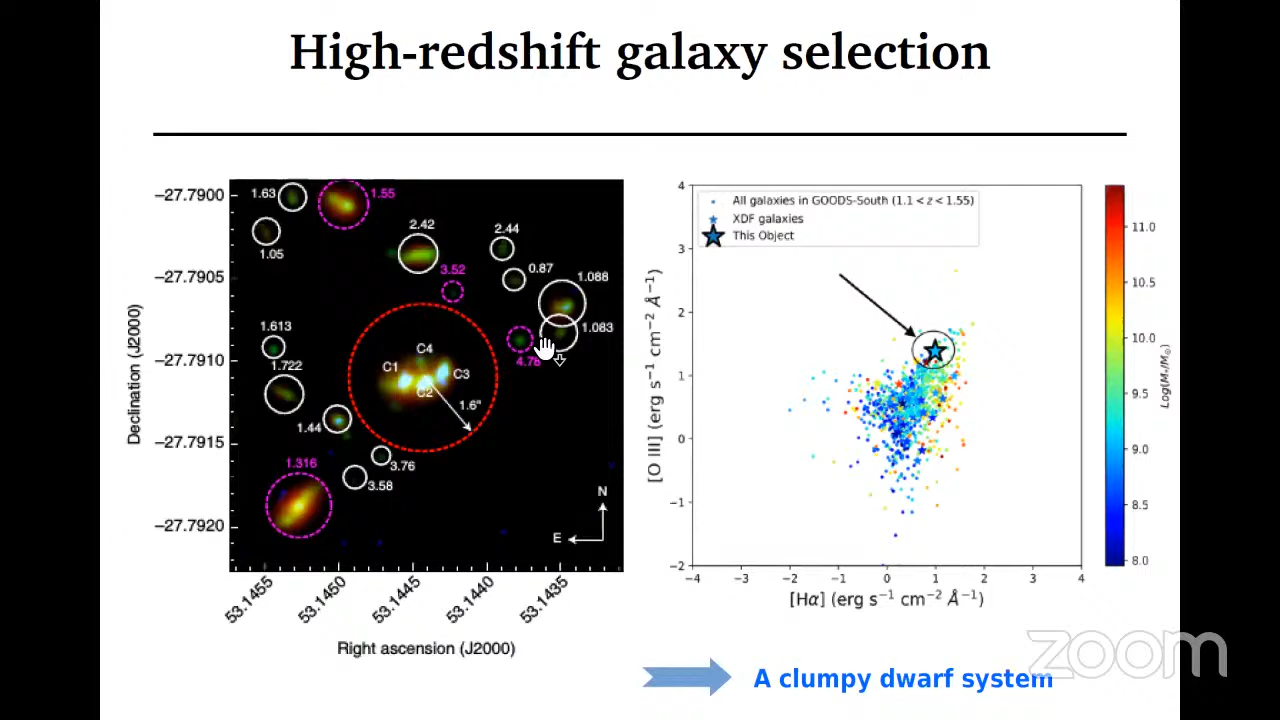 High-redshift galaxy selection
−27.7900
−27.7905
−27.7910
−27.7915
−27.7920
Declination (J2000)
1.63
1.55
1.05
2.42
2.44
3.52
0.87
1.088
1.083
4.78
1.613
1.722
C4
C1
C3
C2
1.6"
1.44
1.316
3.76
3.58
N
E
53.1455
53.1450
53.1445
53.1440
53.1435
Right ascension (J2000)
All galaxies in GOODS-South (1.1 < z < 1.55)
XDF galaxies
This Object
4
3
2
1
0
−1
−2
[O III] (erg s⁻¹ cm⁻² Å⁻¹)
−4 −3 −2 −1 0 1 2 3 4
[Hα] (erg s⁻¹ cm⁻² Å⁻¹)
11.0
10.5
10.0
9.5
9.0
8.5
8.0
Log(M*/M⊙)
zoom
A clumpy dwarf system